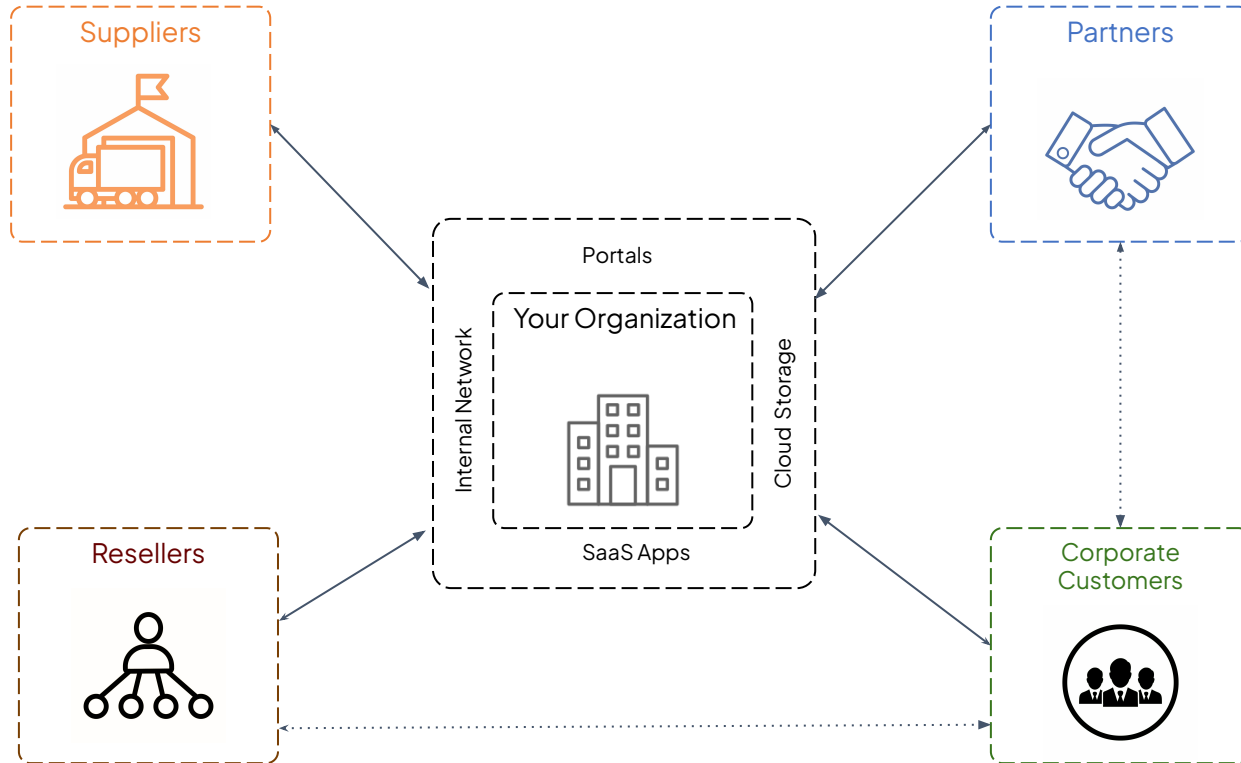 Suppliers
Partners
Portals
Your Organization
Internal Network
Cloud Storage
SaaS Apps
Resellers
Corporate
Customers